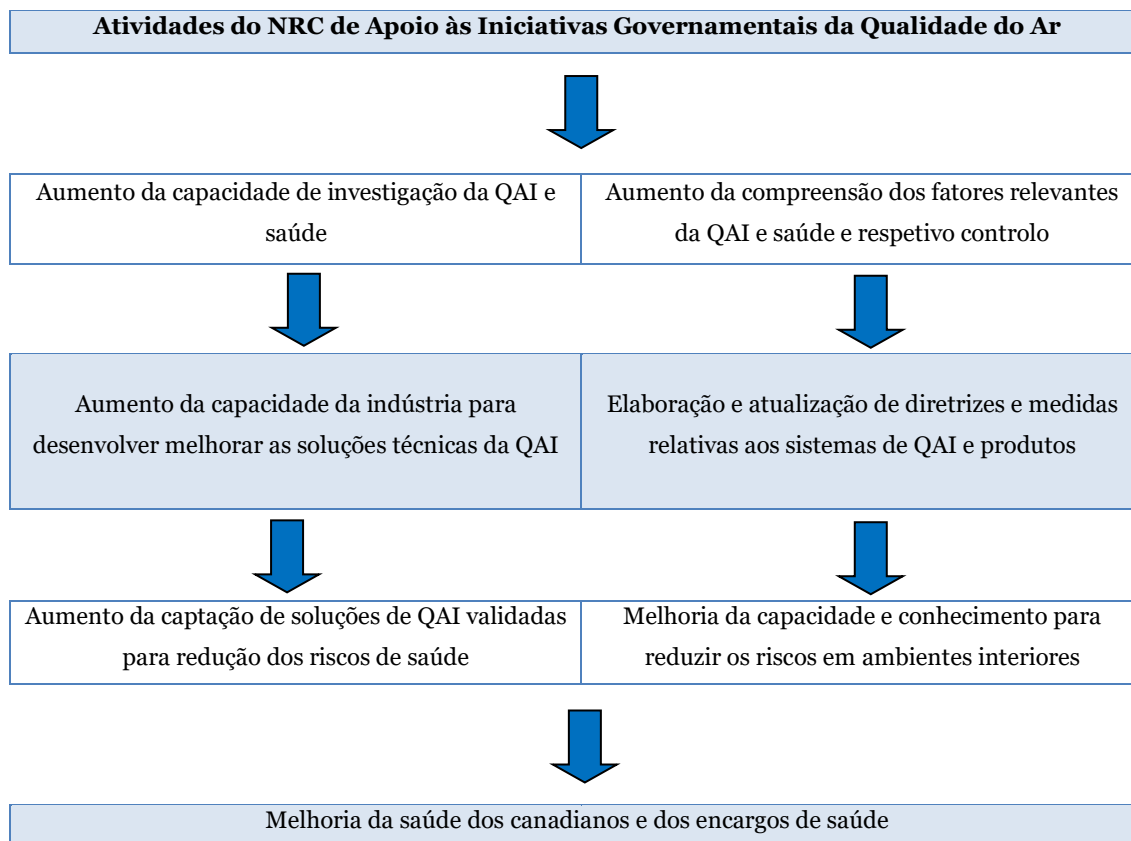 Atividades do NRC de Apoio às Iniciativas Governamentais da Qualidade do Ar
Aumento da capacidade de investigação da QAI e
saúde
Aumento da compreensão dos fatores relevantes
da QAI e saúde e respetivo controlo
Aumento da capacidade da indústria para
desenvolver melhorar as soluções técnicas da QAI
Elaboração e atualização de diretrizes e medidas
relativas aos sistemas de QAI e produtos
Aumento da captação de soluções de QAI validadas
para redução dos riscos de saúde
Melhoria da capacidade e conhecimento para
reduzir os riscos em ambientes interiores
Melhoria da saúde dos canadianos e dos encargos de saúde